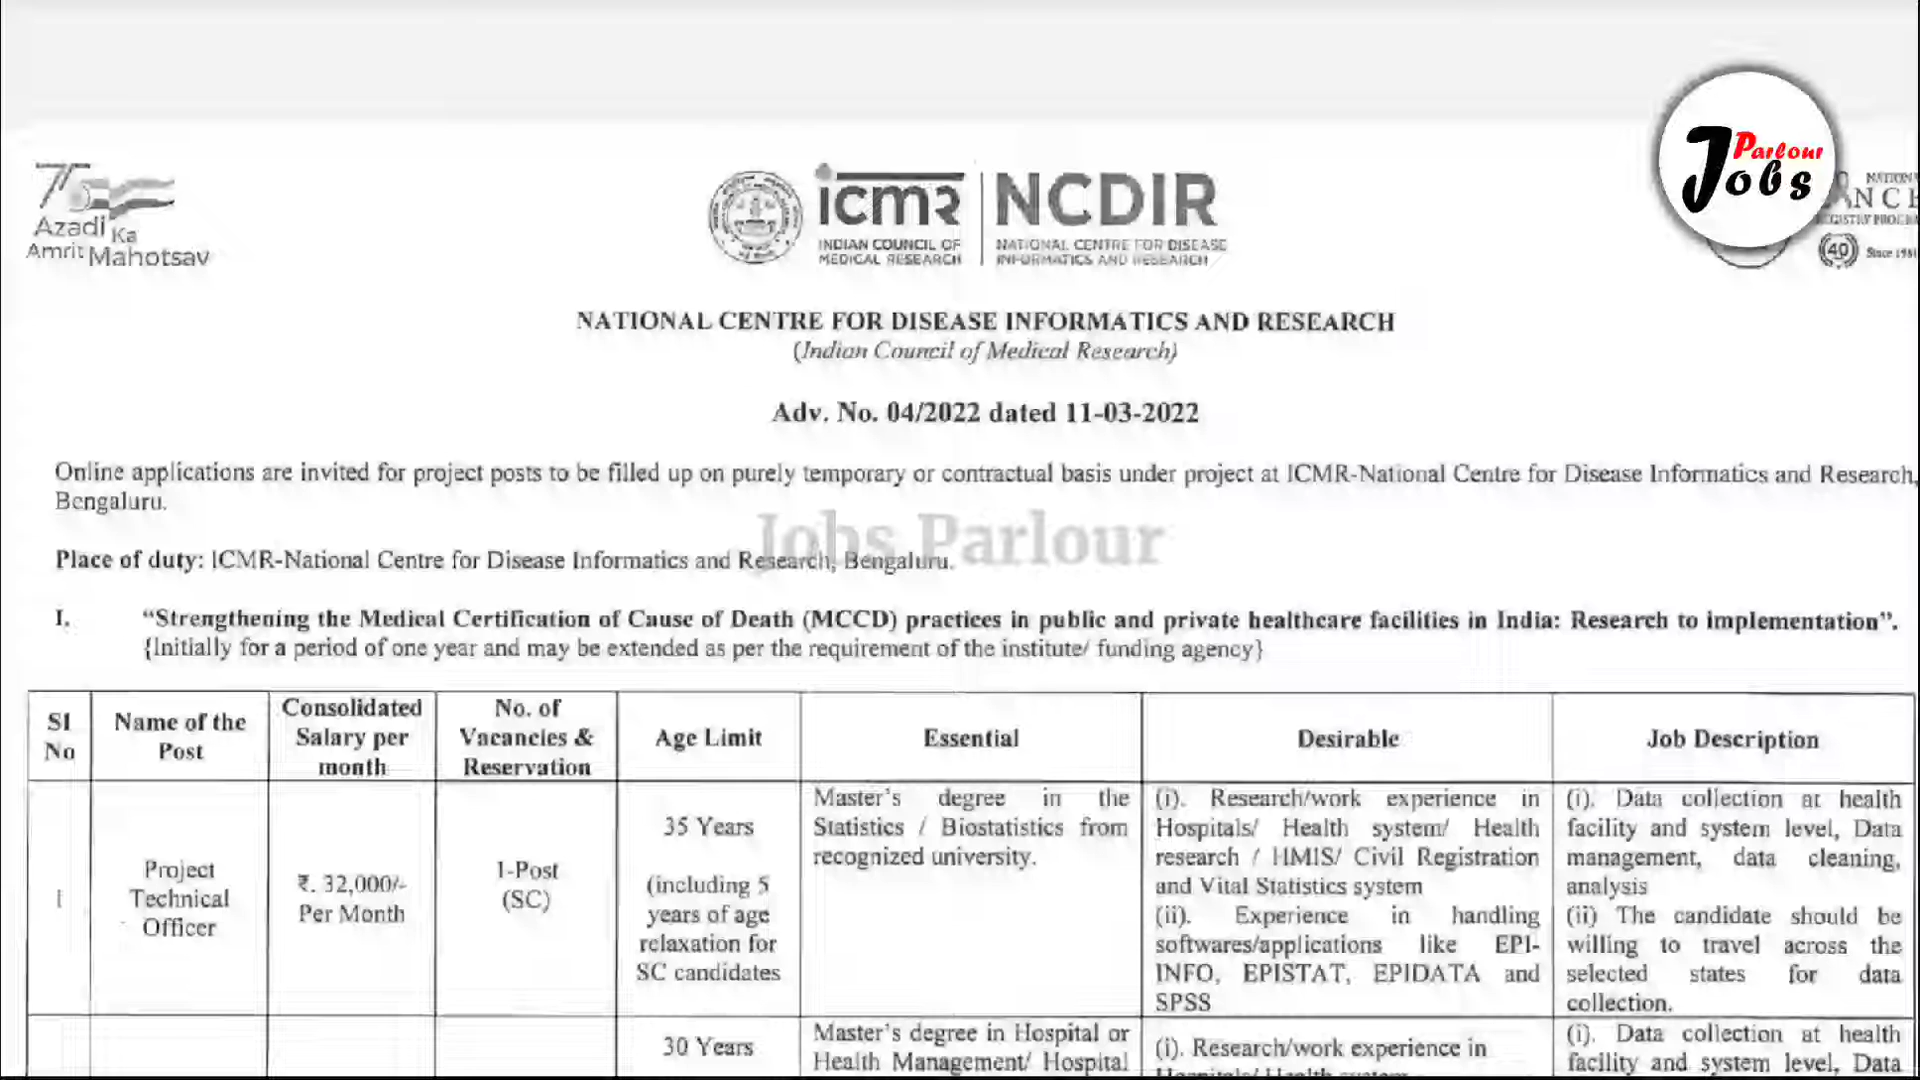 Parlour
Jobs
Azadi Ka
Amrit Mahotsav
icmr
INDIAN COUNCIL OF
MEDICAL RESEARCH
NCDIR
NATIONAL CENTRE FOR DISEASE
INFORMATICS AND RESEARCH
40
Since 1981
NATIONAL CENTRE FOR DISEASE INFORMATICS AND RESEARCH
(Indian Council of Medical Research)
Adv. No. 04/2022 dated 11-03-2022
Online applications are invited for project posts to be filled up on purely temporary or contractual basis under project at ICMR-National Centre for Disease Informatics and Research,
Bengaluru.
Jobs Parlour
Place of duty: ICMR-National Centre for Disease Informatics and Research, Bengaluru.
I. “Strengthening the Medical Certification of Cause of Death (MCCD) practices in public and private healthcare facilities in India: Research to implementation”.
{Initially for a period of one year and may be extended as per the requirement of the institute/ funding agency}
Sl
No
Name of the
Post
Consolidated
Salary per
month
No. of
Vacancies &
Reservation
Age Limit
Essential
Desirable
Job Description
Project
Technical
Officer
₹. 32,000/-
Per Month
1-Post
(SC)
35 Years
(including 5
years of age
relaxation for
SC candidates
Master’s degree in the
Statistics / Biostatistics from
recognized university.
(i). Research/work experience in
Hospitals/ Health system/ Health
research / HMIS/ Civil Registration
and Vital Statistics system
(ii). Experience in handling
softwares/applications like EPI-
INFO, EPISTAT, EPIDATA and
SPSS
(i). Data collection at health
facility and system level, Data
management, data cleaning,
analysis
(ii) The candidate should be
willing to travel across the
selected states for data
collection.
30 Years
Master’s degree in Hospital or
Health Management/ Hospital
(i). Research/work experience in
(i). Data collection at health
facility and system level, Data